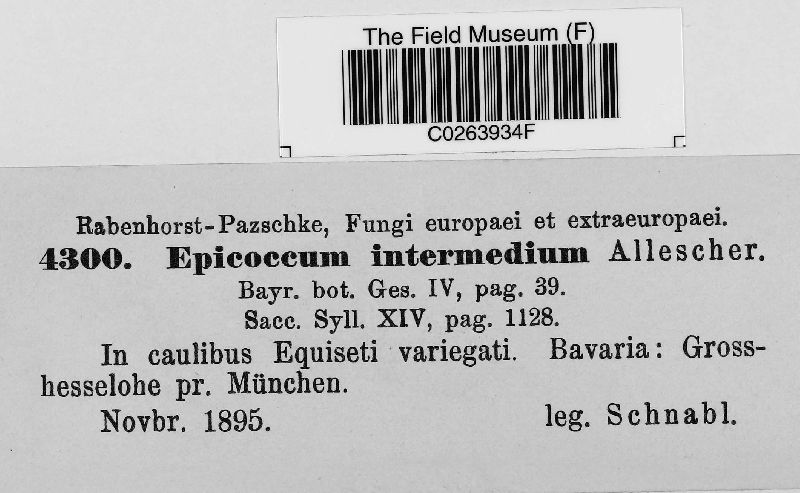 The Field Museum (F)
C0263934F
Rabenhorst-Pazschke, Fungi europaei et extraeuropaei.
4300. Epicoccum intermedium Allescher.
Bayr. bot. Ges. IV, pag. 39.
Sacc. Syll. XIV, pag. 1128.
In caulibus Equiseti variegati. Bavaria: Gross-
hesselohe pr. München.
Novbr. 1895. leg. Schnabl.